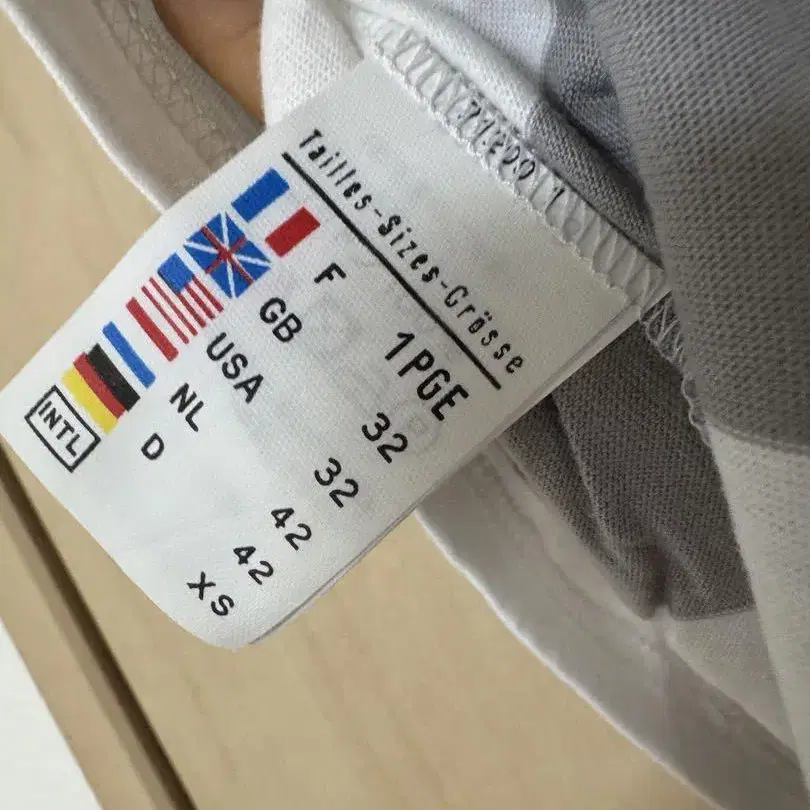 Tailles-Sizes-Grösse
F 1PGE
GB 32
USA 32
NL 42
D 42
INTL XS